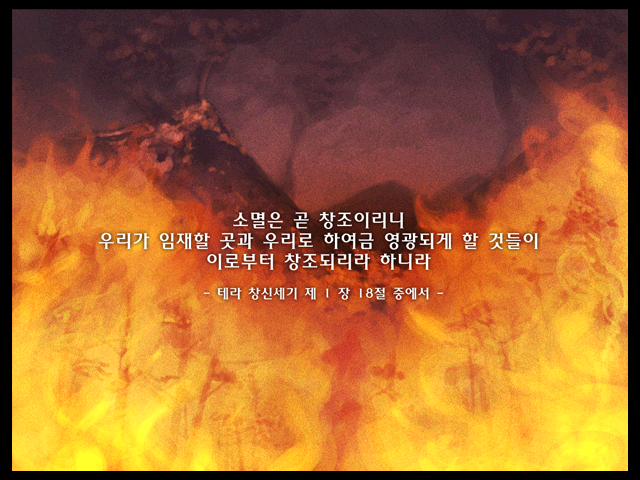 소멸은 곧 창조이리니
우리가 임재할 곳과 우리로 하여금 영광되게 할 것들이
이로부터 창조되리라 하니라
- 테라 창신세기 제 1 장 18절 중에서 -